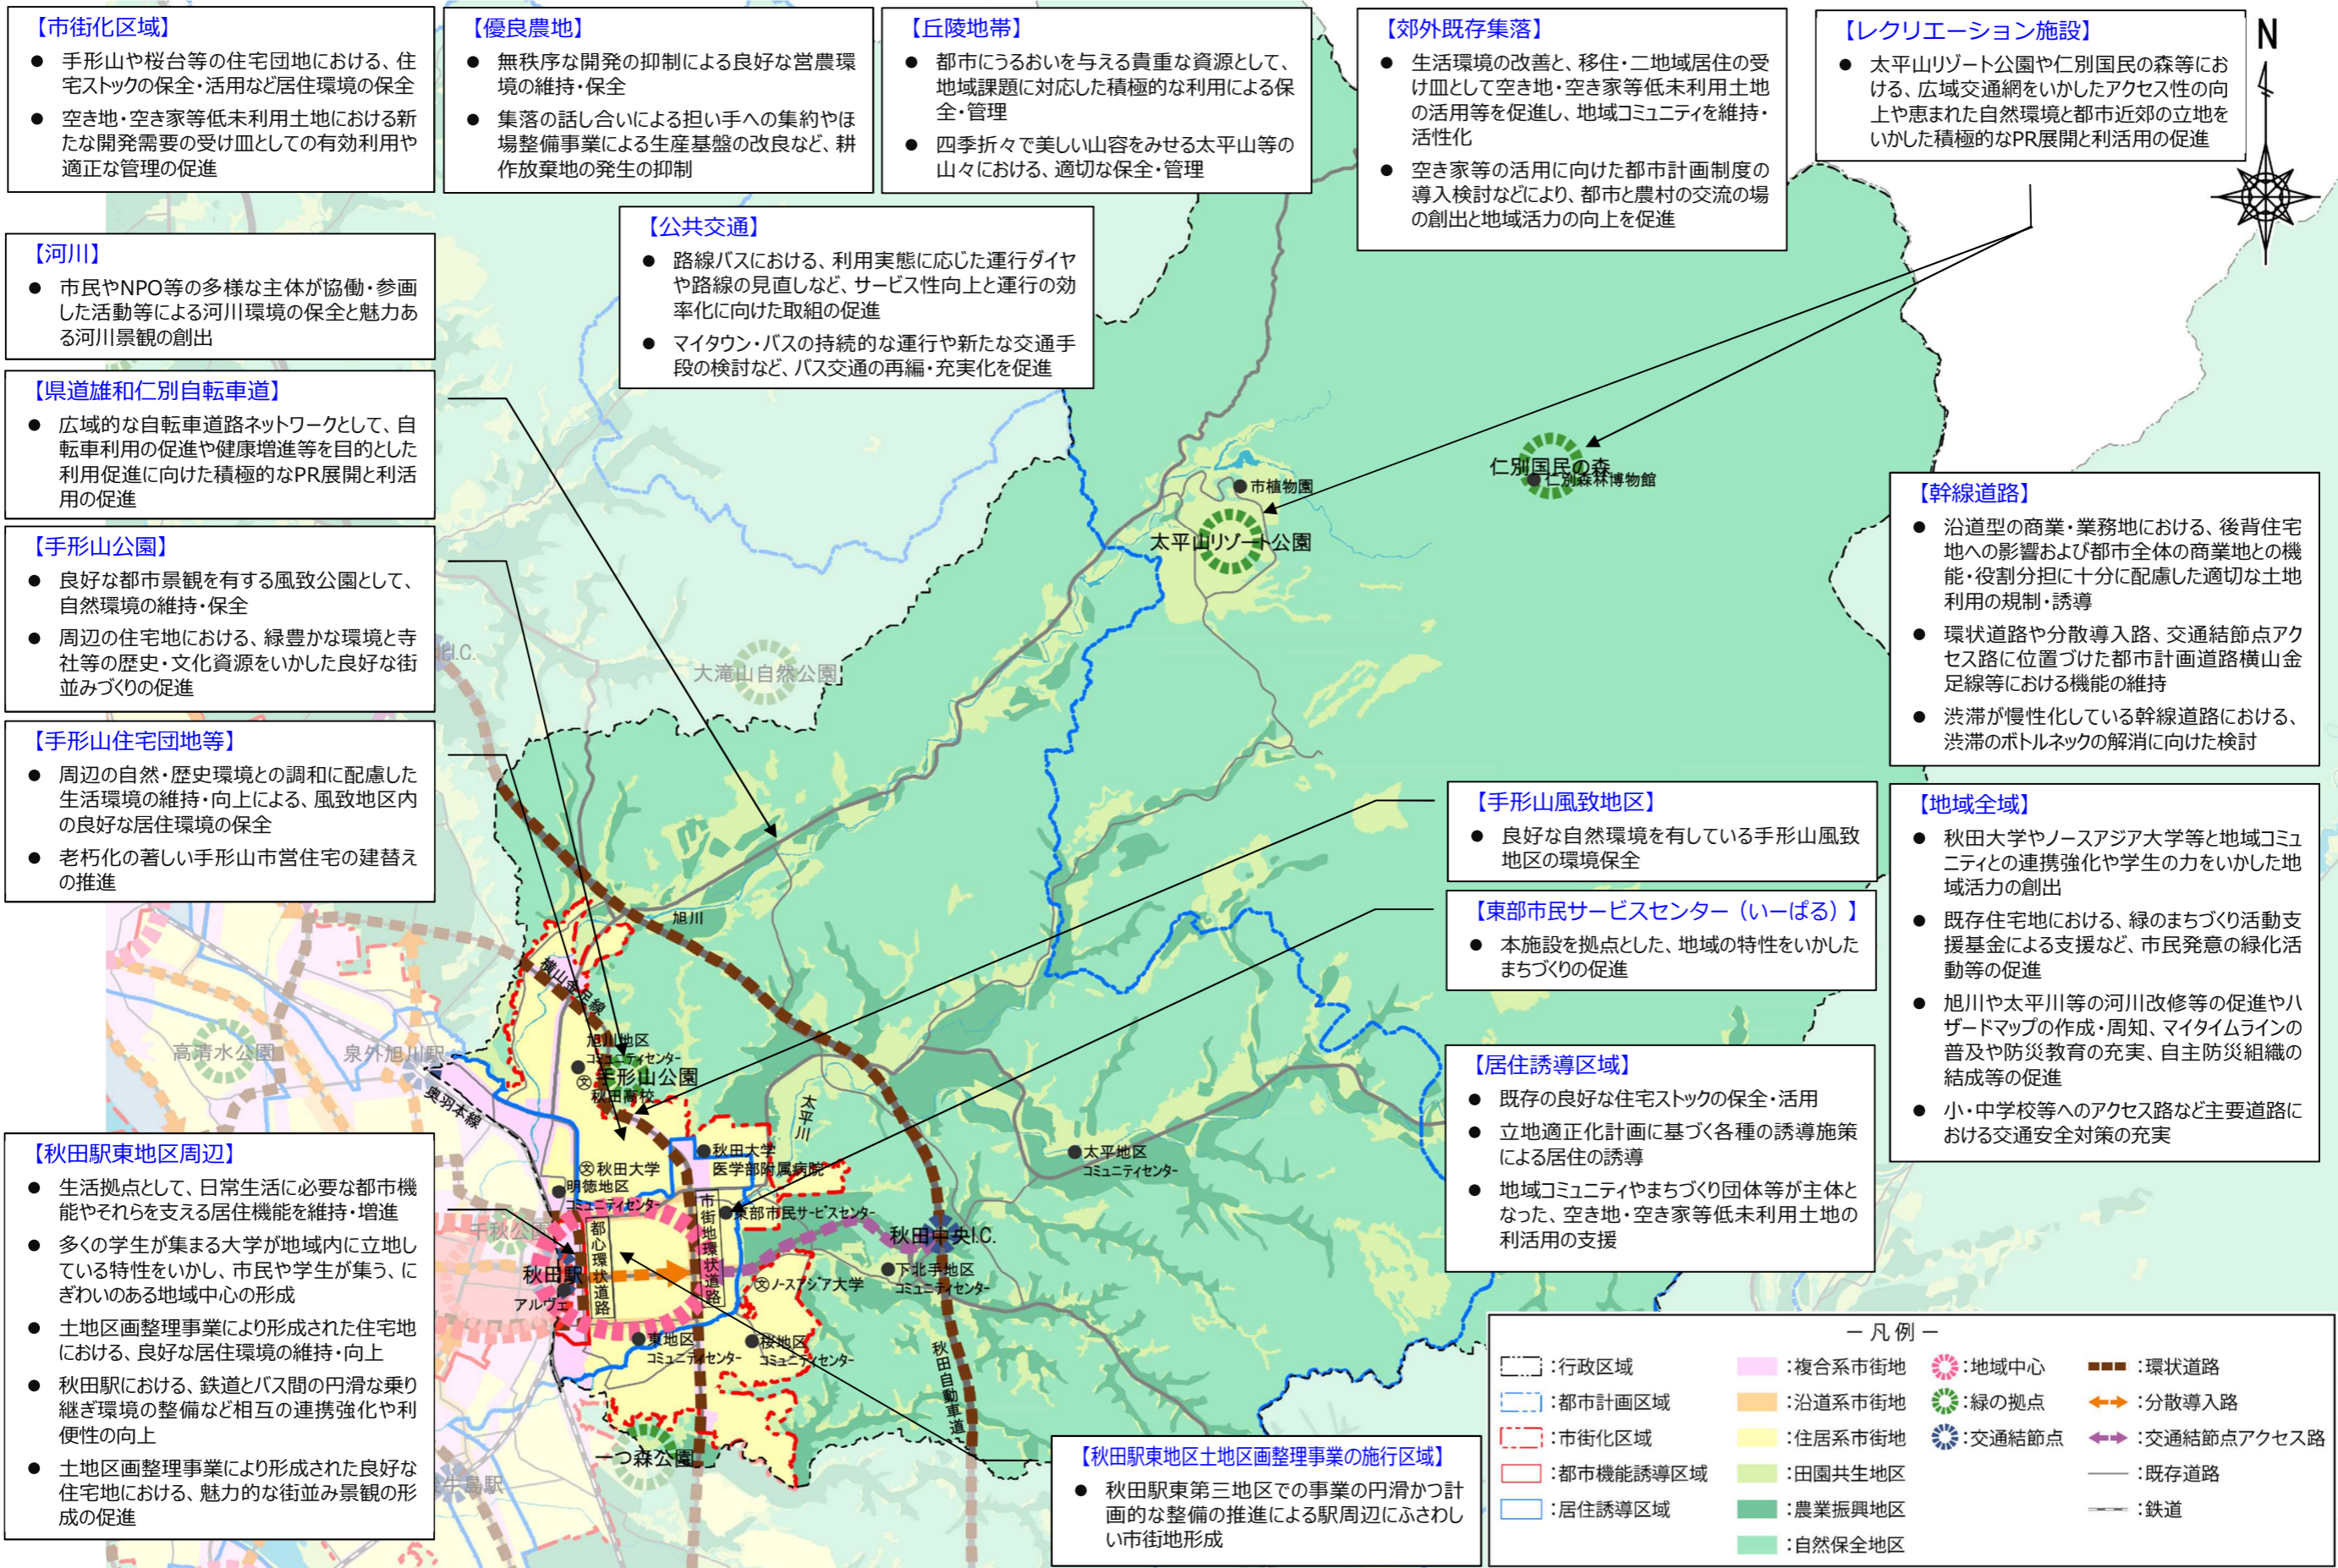 【市街化区域】
● 手形山や桜台等の住宅団地における、住
宅ストックの保全・活用など居住環境の保全
● 空き地・空き家等低未利用土地における新
たな開発需要の受け皿としての有効利用や
適正な管理の促進
【優良農地】
● 無秩序な開発の抑制による良好な営農環
境の維持・保全
● 集落の話し合いによる担い手への集約やほ
場整備事業による生産基盤の改良など、耕
作放棄地の発生の抑制
【丘陵地帯】
● 都市にうるおいを与える貴重な資源として、
地域課題に対応した積極的な利用による保
全・管理
● 四季折々で美しい山容をみせる太平山等の
山々における、適切な保全・管理
【郊外既存集落】
● 生活環境の改善と、移住・二地域居住の受
け皿として空き地・空き家等低未利用土地
の活用等を促進し、地域コミュニティを維持・
活性化
● 空き家等の活用に向けた都市計画制度の
導入検討などにより、都市と農村の交流の場
の創出と地域活力の向上を促進
【レクリエーション施設】
● 太平山リゾート公園や仁別国民の森等にお
ける、広域交通網をいかしたアクセス性の向
上や恵まれた自然環境と都市近郊の立地を
いかした積極的なPR展開と利活用の促進
N
【河川】
● 市民やNPO等の多様な主体が協働・参画
した活動等による河川環境の保全と魅力あ
る河川景観の創出
【公共交通】
● 路線バスにおける、利用実態に応じた運行ダイヤ
や路線の見直しなど、サービス性向上と運行の効
率化に向けた取組の促進
● マイタウン・バスの持続的な運行や新たな交通手
段の検討など、バス交通の再編・充実化を促進
【県道雄和仁別自転車道】
● 広域的な自転車道路ネットワークとして、自
転車利用の促進や健康増進等を目的とした
利用促進に向けた積極的なPR展開と利活
用の促進
【手形山公園】
● 良好な都市景観を有する風致公園として、
自然環境の維持・保全
● 周辺の住宅地における、緑豊かな環境と寺
社等の歴史・文化資源をいかした良好な街
並みづくりの促進
【手形山住宅団地等】
● 周辺の自然・歴史環境との調和に配慮した
生活環境の維持・向上による、風致地区内
の良好な居住環境の保全
● 老朽化の著しい手形山市営住宅の建替え
の推進
【秋田駅東地区周辺】
● 生活拠点として、日常生活に必要な都市機
能やそれらを支える居住機能を維持・増進
● 多くの学生が集まる大学が地域内に立地し
ている特性をいかし、市民や学生が集う、に
ぎわいのある地域中心の形成
● 土地区画整理事業により形成された住宅地
における、良好な居住環境の維持・向上
● 秋田駅における、鉄道とバス間の円滑な乗り
継ぎ環境の整備など相互の連携強化や利
便性の向上
● 土地区画整理事業により形成された良好な
住宅地における、魅力的な街並み景観の形
成の促進
仁別国民の森
仁別森林博物館
市植物園
太平山リゾート公園
大滝山自然公園
I.C.
旭川
横山金足線
旭川地区
コミュニティセンター
手形山公園
文
秋田高校
高清水公園
泉外旭川駅
奥羽本線
太平川
秋田大学
医学部附属病院
文秋田大学
明徳地区
コミュニティセンター
東部市民サービスセンター
太平地区
コミュニティセンター
千秋公園
都心環状道路
市街地環状道路
秋田中央I.C.
秋田駅
アルヴェ
文ノースアジア大学
下北手地区
コミュニティセンター
東地区
コミュニティセンター
桜地区
コミュニティセンター
秋田自動車道
一つ森公園
牛島駅
【幹線道路】
● 沿道型の商業・業務地における、後背住宅
地への影響および都市全体の商業地との機
能・役割分担に十分に配慮した適切な土地
利用の規制・誘導
● 環状道路や分散導入路、交通結節点アク
セス路に位置づけた都市計画道路横山金
足線等における機能の維持
● 渋滞が慢性化している幹線道路における、
渋滞のボトルネックの解消に向けた検討
【手形山風致地区】
● 良好な自然環境を有している手形山風致
地区の環境保全
【東部市民サービスセンター（いーぱる）】
● 本施設を拠点とした、地域の特性をいかした
まちづくりの促進
【居住誘導区域】
● 既存の良好な住宅ストックの保全・活用
● 立地適正化計画に基づく各種の誘導施策
による居住の誘導
● 地域コミュニティやまちづくり団体等が主体と
なった、空き地・空き家等低未利用土地の
利活用の支援
【地域全域】
● 秋田大学やノースアジア大学等と地域コミュ
ニティとの連携強化や学生の力をいかした地
域活力の創出
● 既存住宅地における、緑のまちづくり活動支
援基金による支援など、市民発意の緑化活
動等の促進
● 旭川や太平川等の河川改修等の促進やハ
ザードマップの作成・周知、マイタイムラインの
普及や防災教育の充実、自主防災組織の
結成等の促進
● 小・中学校等へのアクセス路など主要道路に
おける交通安全対策の充実
【秋田駅東地区土地区画整理事業の施行区域】
● 秋田駅東第三地区での事業の円滑かつ計
画的な整備の推進による駅周辺にふさわし
い市街地形成
－ 凡 例 －
：行政区域
：都市計画区域
：市街化区域
：都市機能誘導区域
：居住誘導区域
：複合系市街地
：沿道系市街地
：住居系市街地
：田園共生地区
：農業振興地区
：自然保全地区
：地域中心
：緑の拠点
：交通結節点
：環状道路
：分散導入路
：交通結節点アクセス路
：既存道路
：鉄道